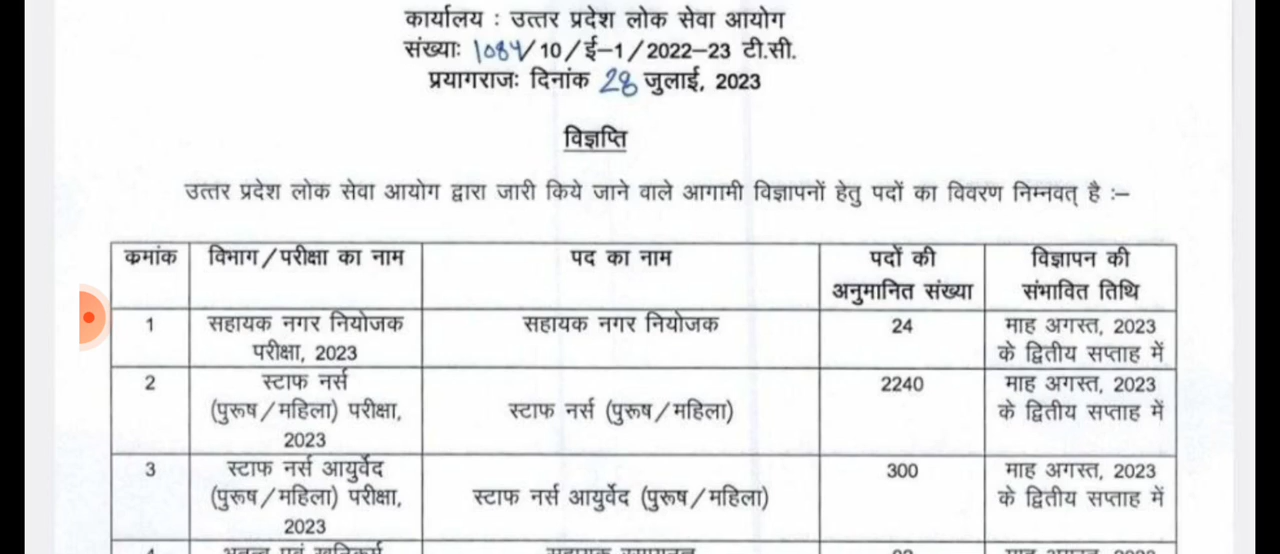 कार्यालय : उत्तर प्रदेश लोक सेवा आयोग
संख्याः 1084/10/ई-1/2022-23 टी.सी.
प्रयागराजः दिनांक 28 जुलाई, 2023
विज्ञप्ति
उत्तर प्रदेश लोक सेवा आयोग द्वारा जारी किये जाने वाले आगामी विज्ञापनों हेतु पदों का विवरण निम्नवत् है :-
क्रमांक विभाग/परीक्षा का नाम पद का नाम पदों की अनुमानित संख्या विज्ञापन की संभावित तिथि
1 सहायक नगर नियोजक परीक्षा, 2023 सहायक नगर नियोजक 24 माह अगस्त, 2023 के द्वितीय सप्ताह में
2 स्टाफ नर्स (पुरूष/महिला) परीक्षा, 2023 स्टाफ नर्स (पुरूष/महिला) 2240 माह अगस्त, 2023 के द्वितीय सप्ताह में
3 स्टाफ नर्स आयुर्वेद (पुरूष/महिला) परीक्षा, 2023 स्टाफ नर्स आयुर्वेद (पुरूष/महिला) 300 माह अगस्त, 2023 के द्वितीय सप्ताह में